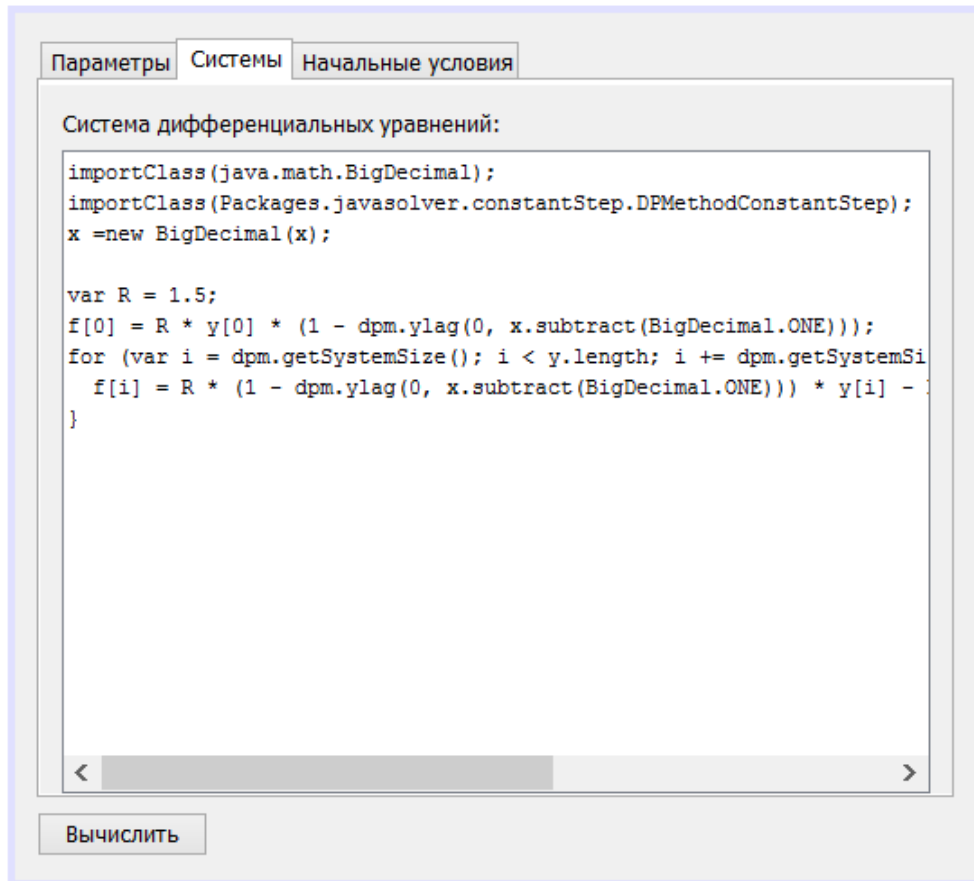 Параметры Системы Начальные условия
Система дифференциальных уравнений:
importClass(java.math.BigDecimal);
importClass(Packages.javasolver.constantStep.DPMethodConstantStep);
x =new BigDecimal(x);
var R = 1.5;
f[0] = R * y[0] * (1 - dpm.ylag(0, x.subtract(BigDecimal.ONE)));
for (var i = dpm.getSystemSize(); i < y.length; i += dpm.getSystemSi
f[i] = R * (1 - dpm.ylag(0, x.subtract(BigDecimal.ONE))) * y[i] -
}
Вычислить